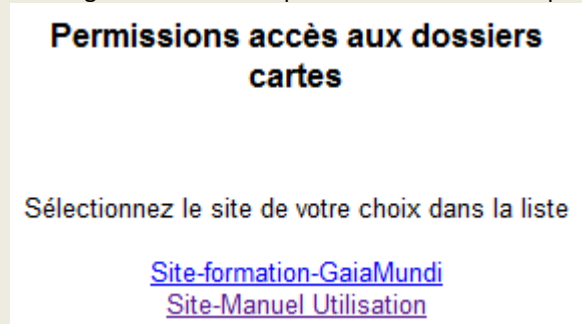 Permissions accès aux dossiers
cartes
Sélectionnez le site de votre choix dans la liste
Site-formation-GaiaMundi
Site-Manuel Utilisation